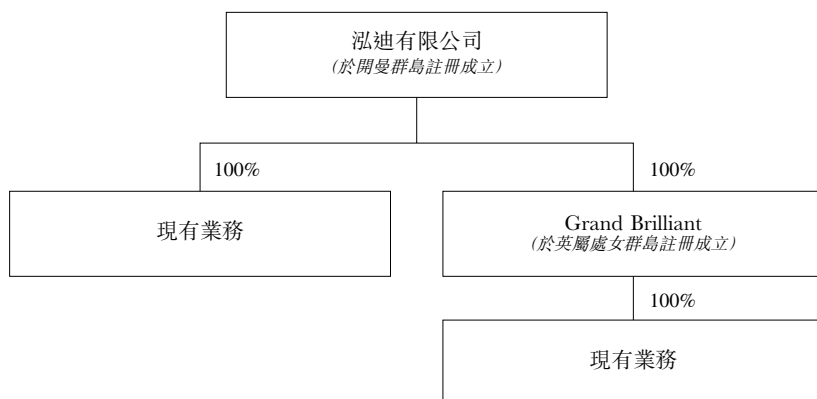 泓迪有限公司
(於開曼群島註冊成立)
100%
100%
現有業務
Grand Brilliant
(於英屬處女群島註冊成立)
100%
現有業務